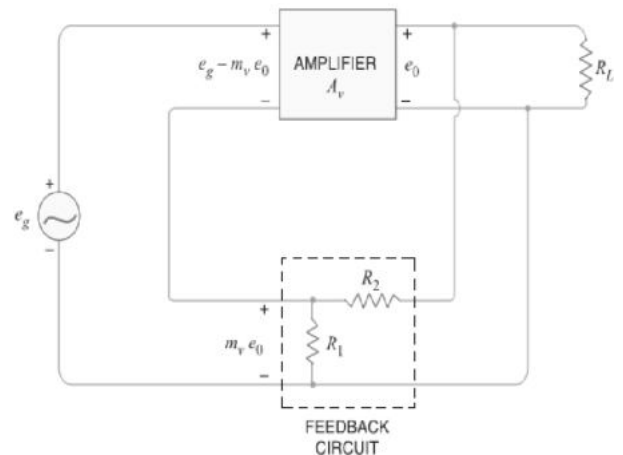 +
+
e_g – m_v e_0
AMPLIFIER
A_v
e_0
R_L
–
–
+
e_g
–
R_2
+
m_v e_0
R_1
–
FEEDBACK
CIRCUIT